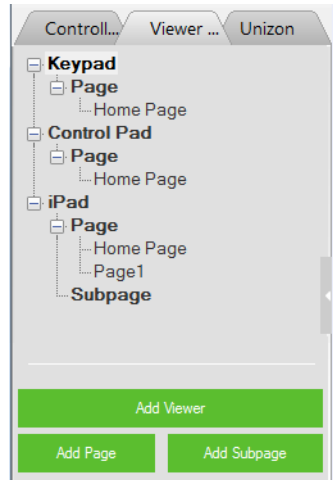 Controll... Viewer ... Unizon
Keypad
Page
Home Page
Control Pad
Page
Home Page
iPad
Page
Home Page
Page1
Subpage
Add Viewer
Add Page Add Subpage